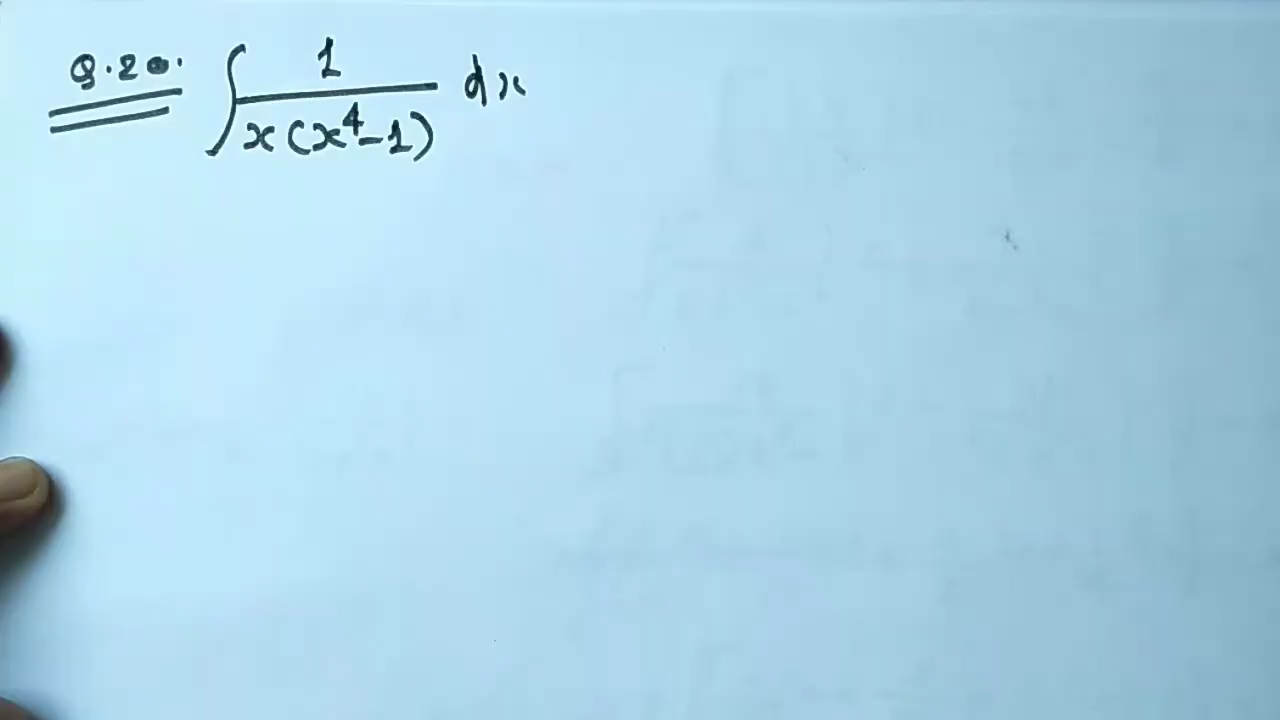 Q.20. ∫ 1/(x(x⁴-1)) dx